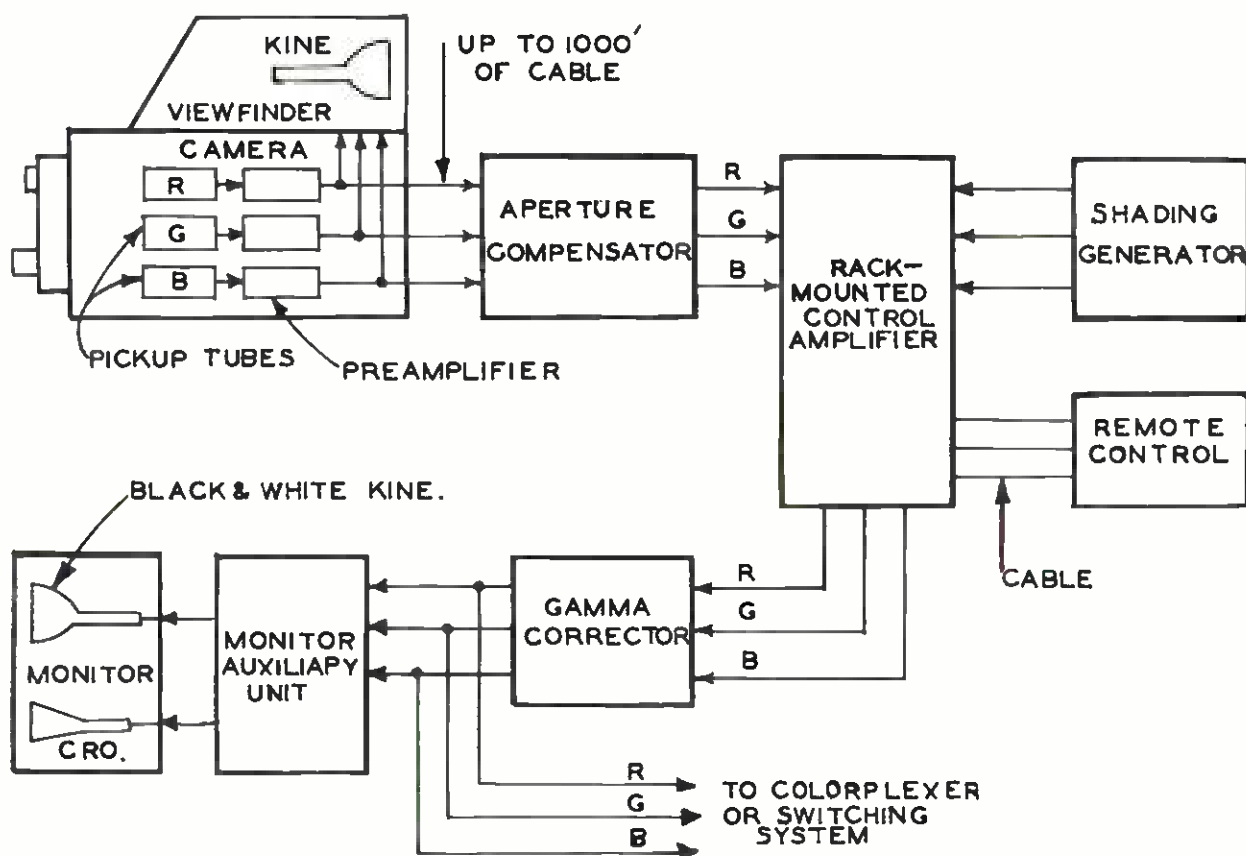 KINE
UP TO 1000'
OF CABLE
VIEWFINDER
CAMERA
R
G
B
PICKUP TUBES
PREAMPLIFIER
APERTURE
COMPENSATOR
R
G
B
RACK-
MOUNTED
CONTROL
AMPLIFIER
SHADING
GENERATOR
REMOTE
CONTROL
CABLE
BLACK & WHITE KINE.
MONITOR
CRO.
MONITOR
AUXILIAPY
UNIT
GAMMA
CORRECTOR
R
G
B
R
G
B
TO COLORPLEXER
OR SWITCHING
SYSTEM